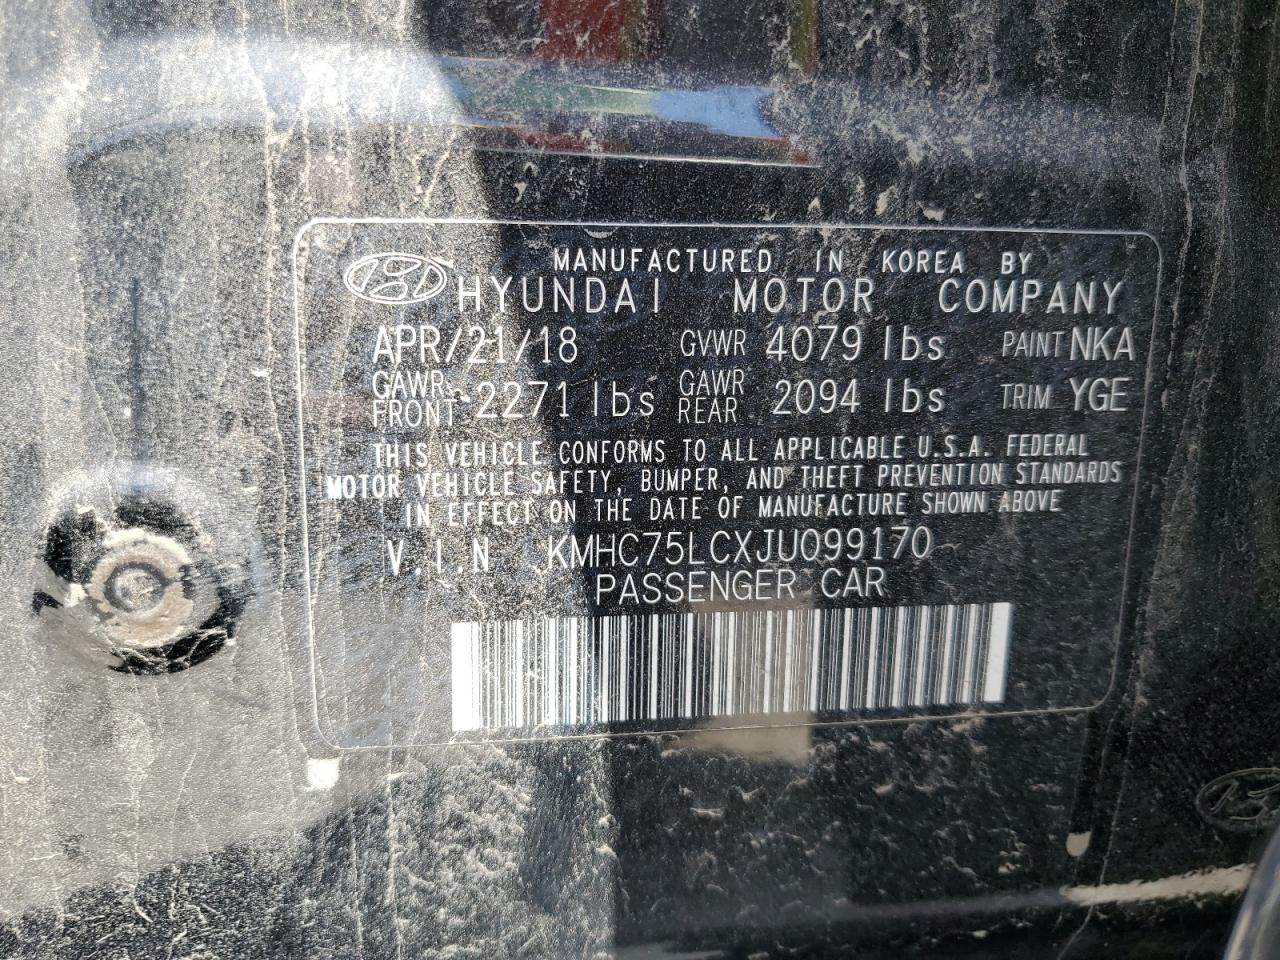 MANUFACTURED IN KOREA BY
HYUNDAI MOTOR COMPANY
APR/21/18 GVWR 4079 lbs PAINT NKA
GAWR FRONT 2271 lbs GAWR REAR 2094 lbs TRIM YGE
THIS VEHICLE CONFORMS TO ALL APPLICABLE U.S.A. FEDERAL
MOTOR VEHICLE SAFETY, BUMPER, AND THEFT PREVENTION STANDARDS
IN EFFECT ON THE DATE OF MANUFACTURE SHOWN ABOVE
V.I.N KMHC75LCXJU099170
PASSENGER CAR